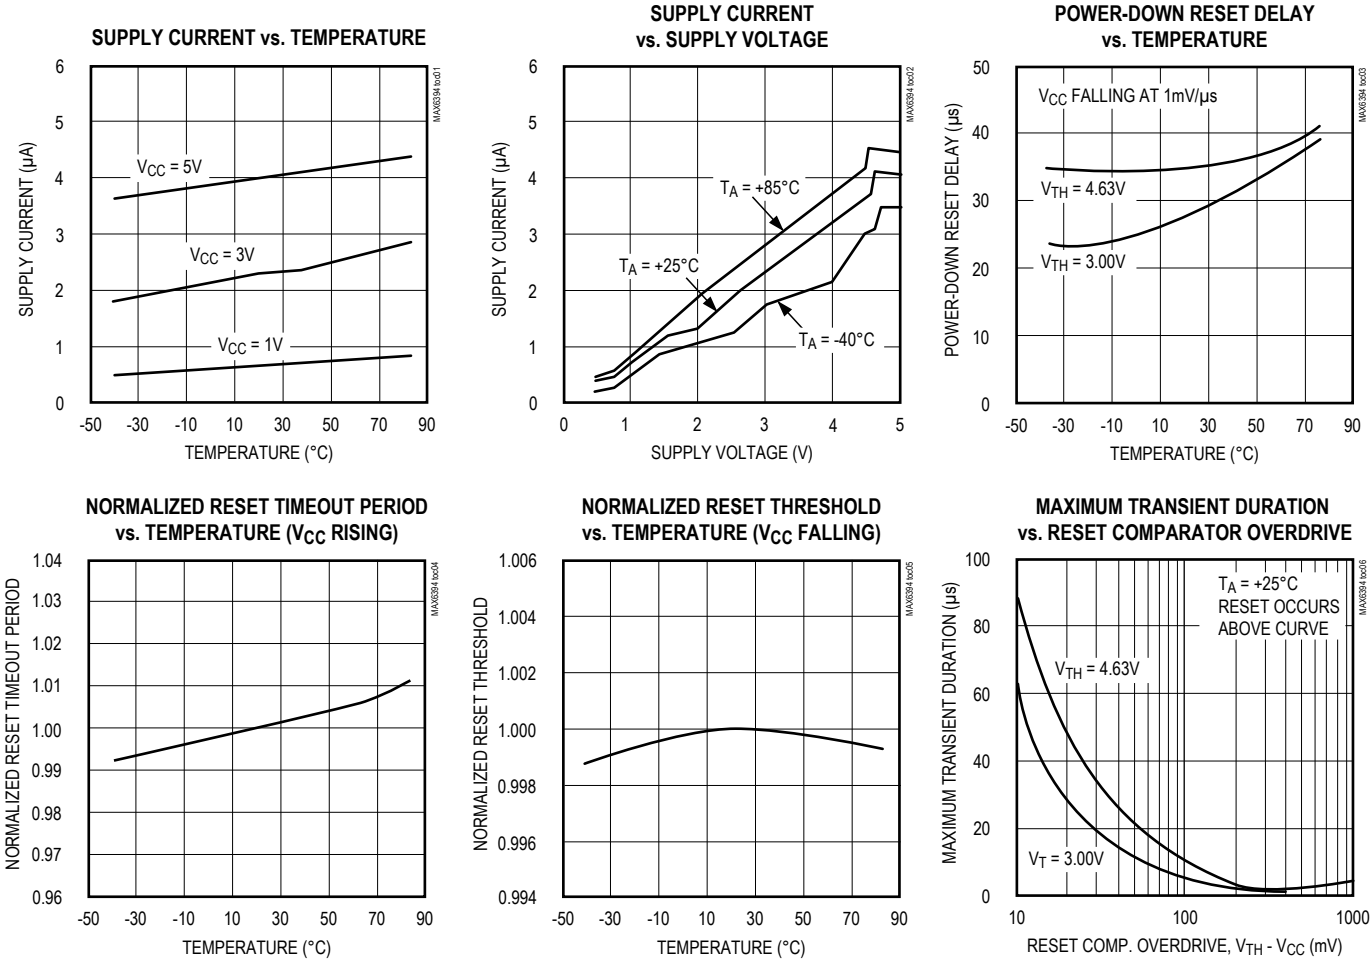 SUPPLY CURRENT vs. TEMPERATURE
MAX6394 toc01
6
5
4
3
2
1
0
SUPPLY CURRENT (µA)
VCC = 5V
VCC = 3V
VCC = 1V
-50 -30 -10 10 30 50 70 90
TEMPERATURE (°C)
SUPPLY CURRENT
vs. SUPPLY VOLTAGE
MAX6394 toc02
6
5
4
3
2
1
0
SUPPLY CURRENT (µA)
TA = +85°C
TA = +25°C
TA = -40°C
0 1 2 3 4 5
SUPPLY VOLTAGE (V)
POWER-DOWN RESET DELAY
vs. TEMPERATURE
MAX6394 toc03
50
40
30
20
10
0
POWER-DOWN RESET DELAY (µs)
VCC FALLING AT 1mV/µs
VTH = 4.63V
VTH = 3.00V
-50 -30 -10 10 30 50 70 90
TEMPERATURE (°C)
NORMALIZED RESET TIMEOUT PERIOD
vs. TEMPERATURE (VCC RISING)
MAX6394 toc04
1.04
1.03
1.02
1.01
1.00
0.99
0.98
0.97
0.96
NORMALIZED RESET TIMEOUT PERIOD
-50 -30 -10 10 30 50 70 90
TEMPERATURE (°C)
NORMALIZED RESET THRESHOLD
vs. TEMPERATURE (VCC FALLING)
MAX6394 toc05
1.006
1.004
1.002
1.000
0.998
0.996
0.994
NORMALIZED RESET THRESHOLD
-50 -30 -10 10 30 50 70 90
TEMPERATURE (°C)
MAXIMUM TRANSIENT DURATION
vs. RESET COMPARATOR OVERDRIVE
MAX6394 toc06
100
80
60
40
20
0
MAXIMUM TRANSIENT DURATION (µs)
TA = +25°C
RESET OCCURS
ABOVE CURVE
VTH = 4.63V
VT = 3.00V
10 100 1000
RESET COMP. OVERDRIVE, VTH - VCC (mV)